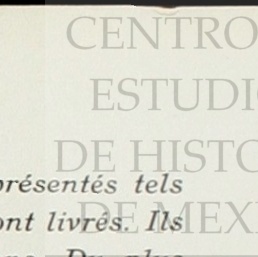 CENTRO
ESTUDI
DE HISTO
présentés tels
ont livrés. Ils
DE MEXI